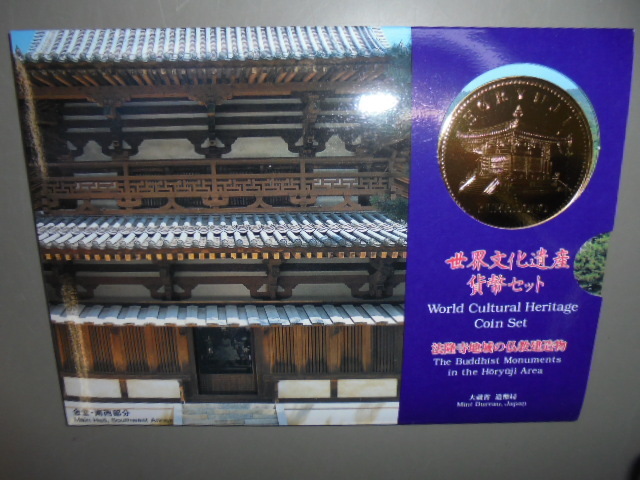 世界文化遺産
貨幣セット
World Cultural Heritage
Coin Set
法隆寺地域の仏教建造物
The Buddhist Monuments
in the Hōryūji Area
大蔵省 造幣局
Mint Bureau, Japan
金堂・南西部分
Main Hall, Southwest Area